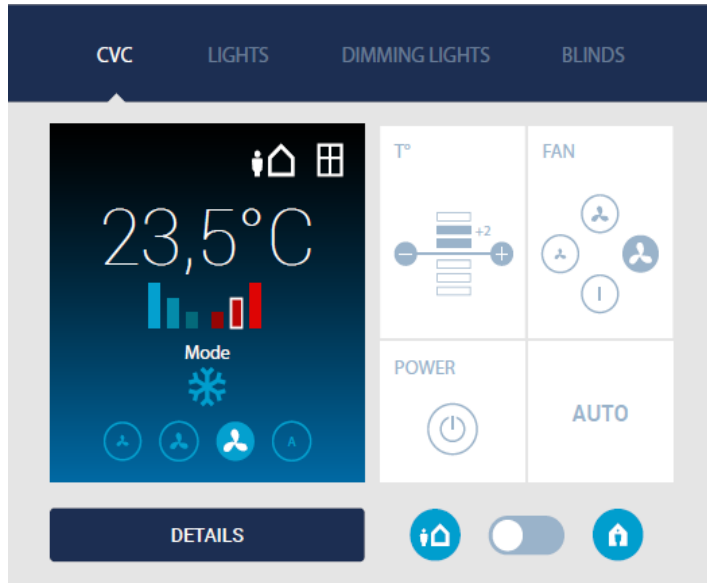 CVC LIGHTS DIMMING LIGHTS BLINDS
23,5°C
Mode
A
T°
+2
FAN
POWER
AUTO
DETAILS